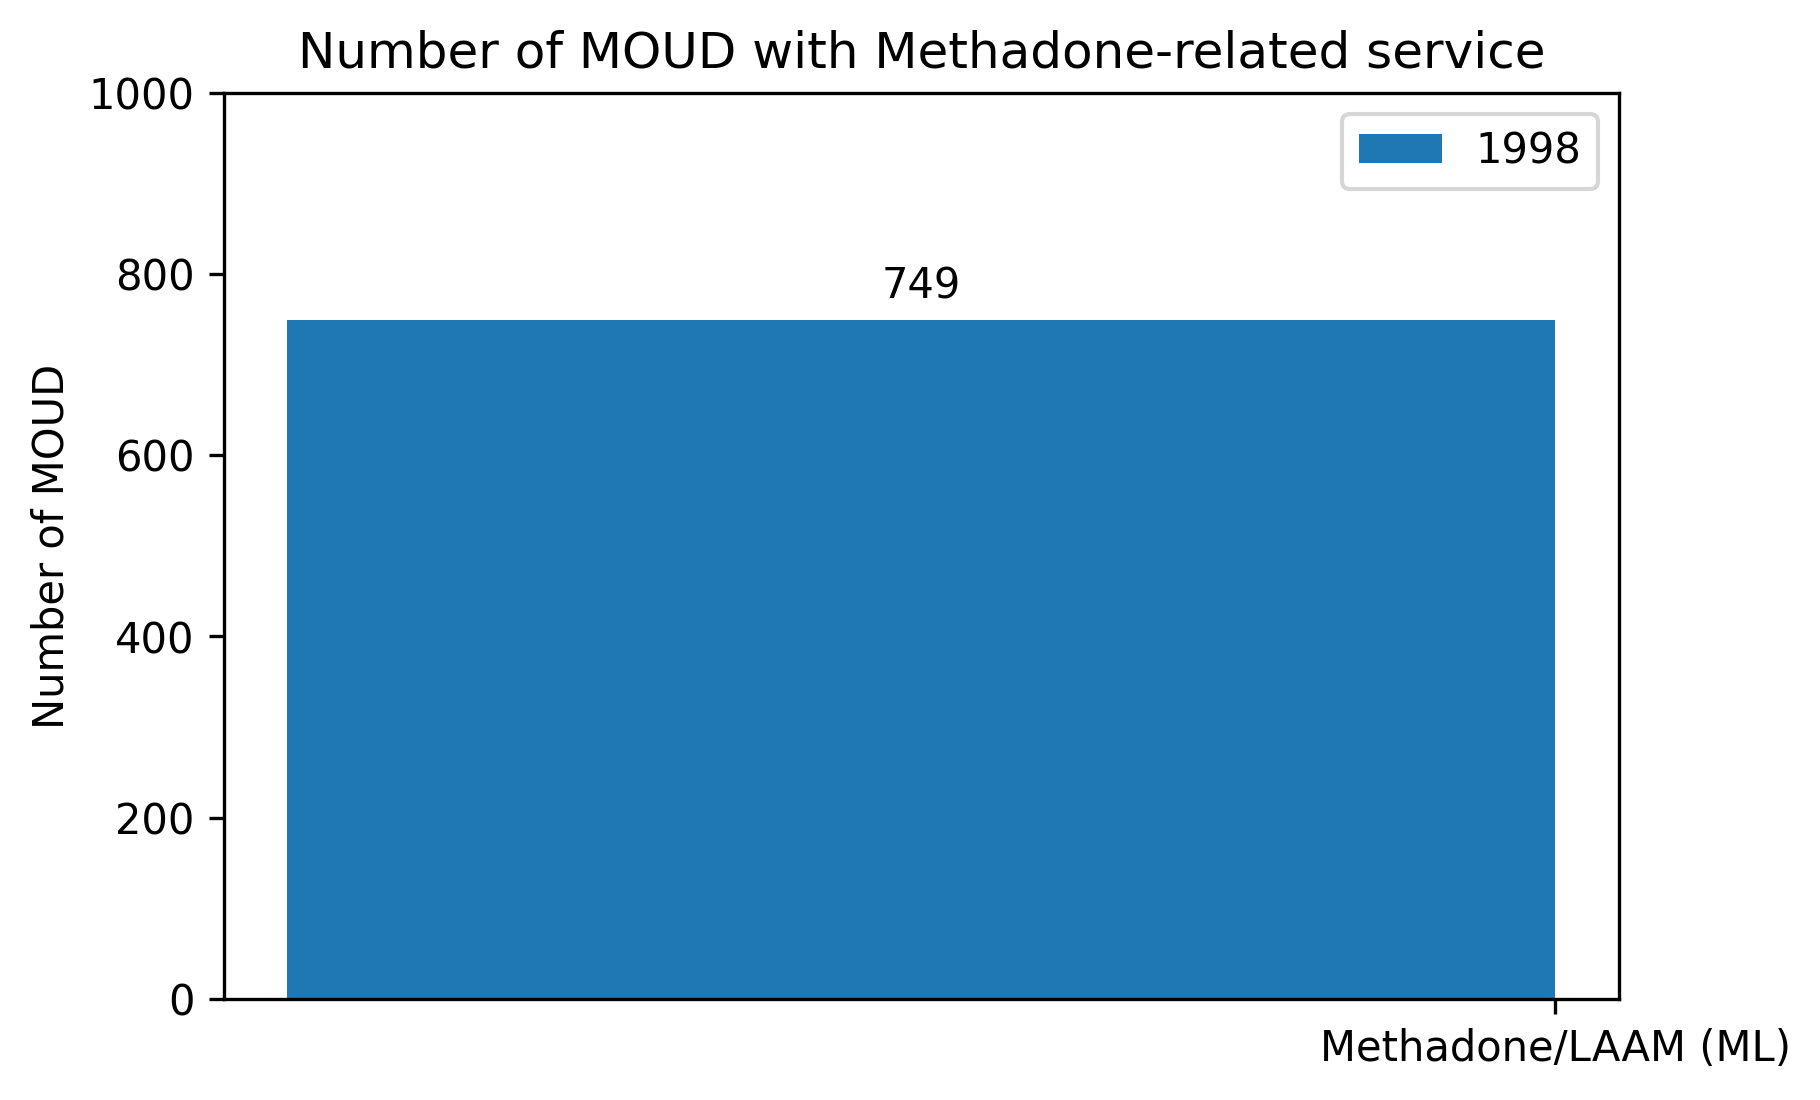 Number of MOUD with Methadone-related service
1000
1998
800
749
600
Number of MOUD
400
200
0
Methadone/LAAM (ML)